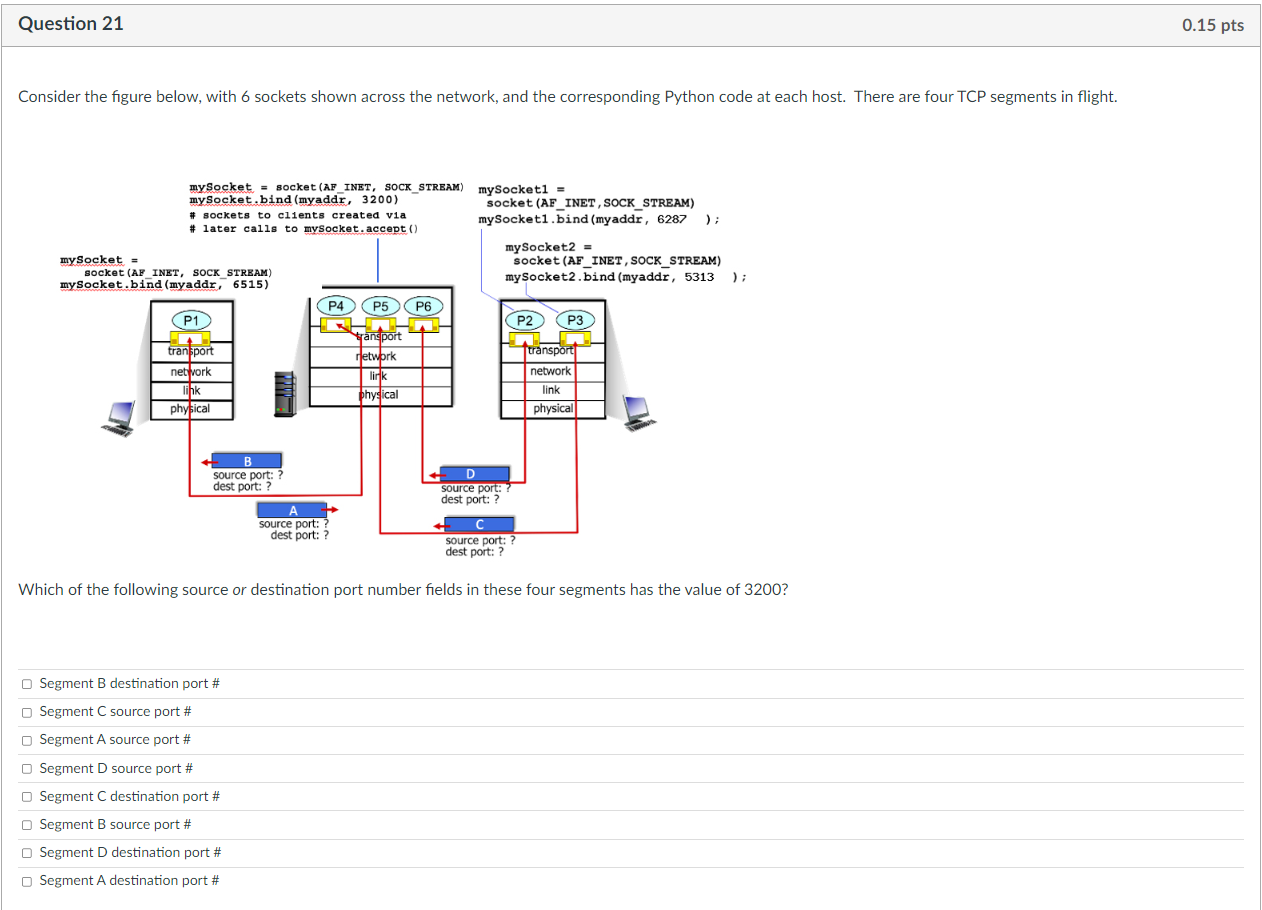 Question 21
0.15 pts
Consider the figure below, with 6 sockets shown across the network, and the corresponding Python code at each host.  There are four TCP segments in flight.
mySocket = socket(AF_INET, SOCK_STREAM)
mySocket.bind(myaddr, 3200)
# sockets to clients created via
# later calls to mySocket.accept()
mySocket1 =
socket(AF_INET,SOCK_STREAM)
mySocket1.bind(myaddr, 6287 );
mySocket2 =
socket(AF_INET,SOCK_STREAM)
mySocket2.bind(myaddr, 5313 );
mySocket =
socket(AF_INET, SOCK_STREAM)
mySocket.bind(myaddr, 6515)
P1
transport
network
link
physical
P4 P5 P6
transport
network
link
physical
P2 P3
transport
network
link
physical
B
source port: ?
dest port: ?
A
source port: ?
dest port: ?
D
source port: ?
dest port: ?
C
source port: ?
dest port: ?
Which of the following source or destination port number fields in these four segments has the value of 3200?
Segment B destination port #
Segment C source port #
Segment A source port #
Segment D source port #
Segment C destination port #
Segment B source port #
Segment D destination port #
Segment A destination port #